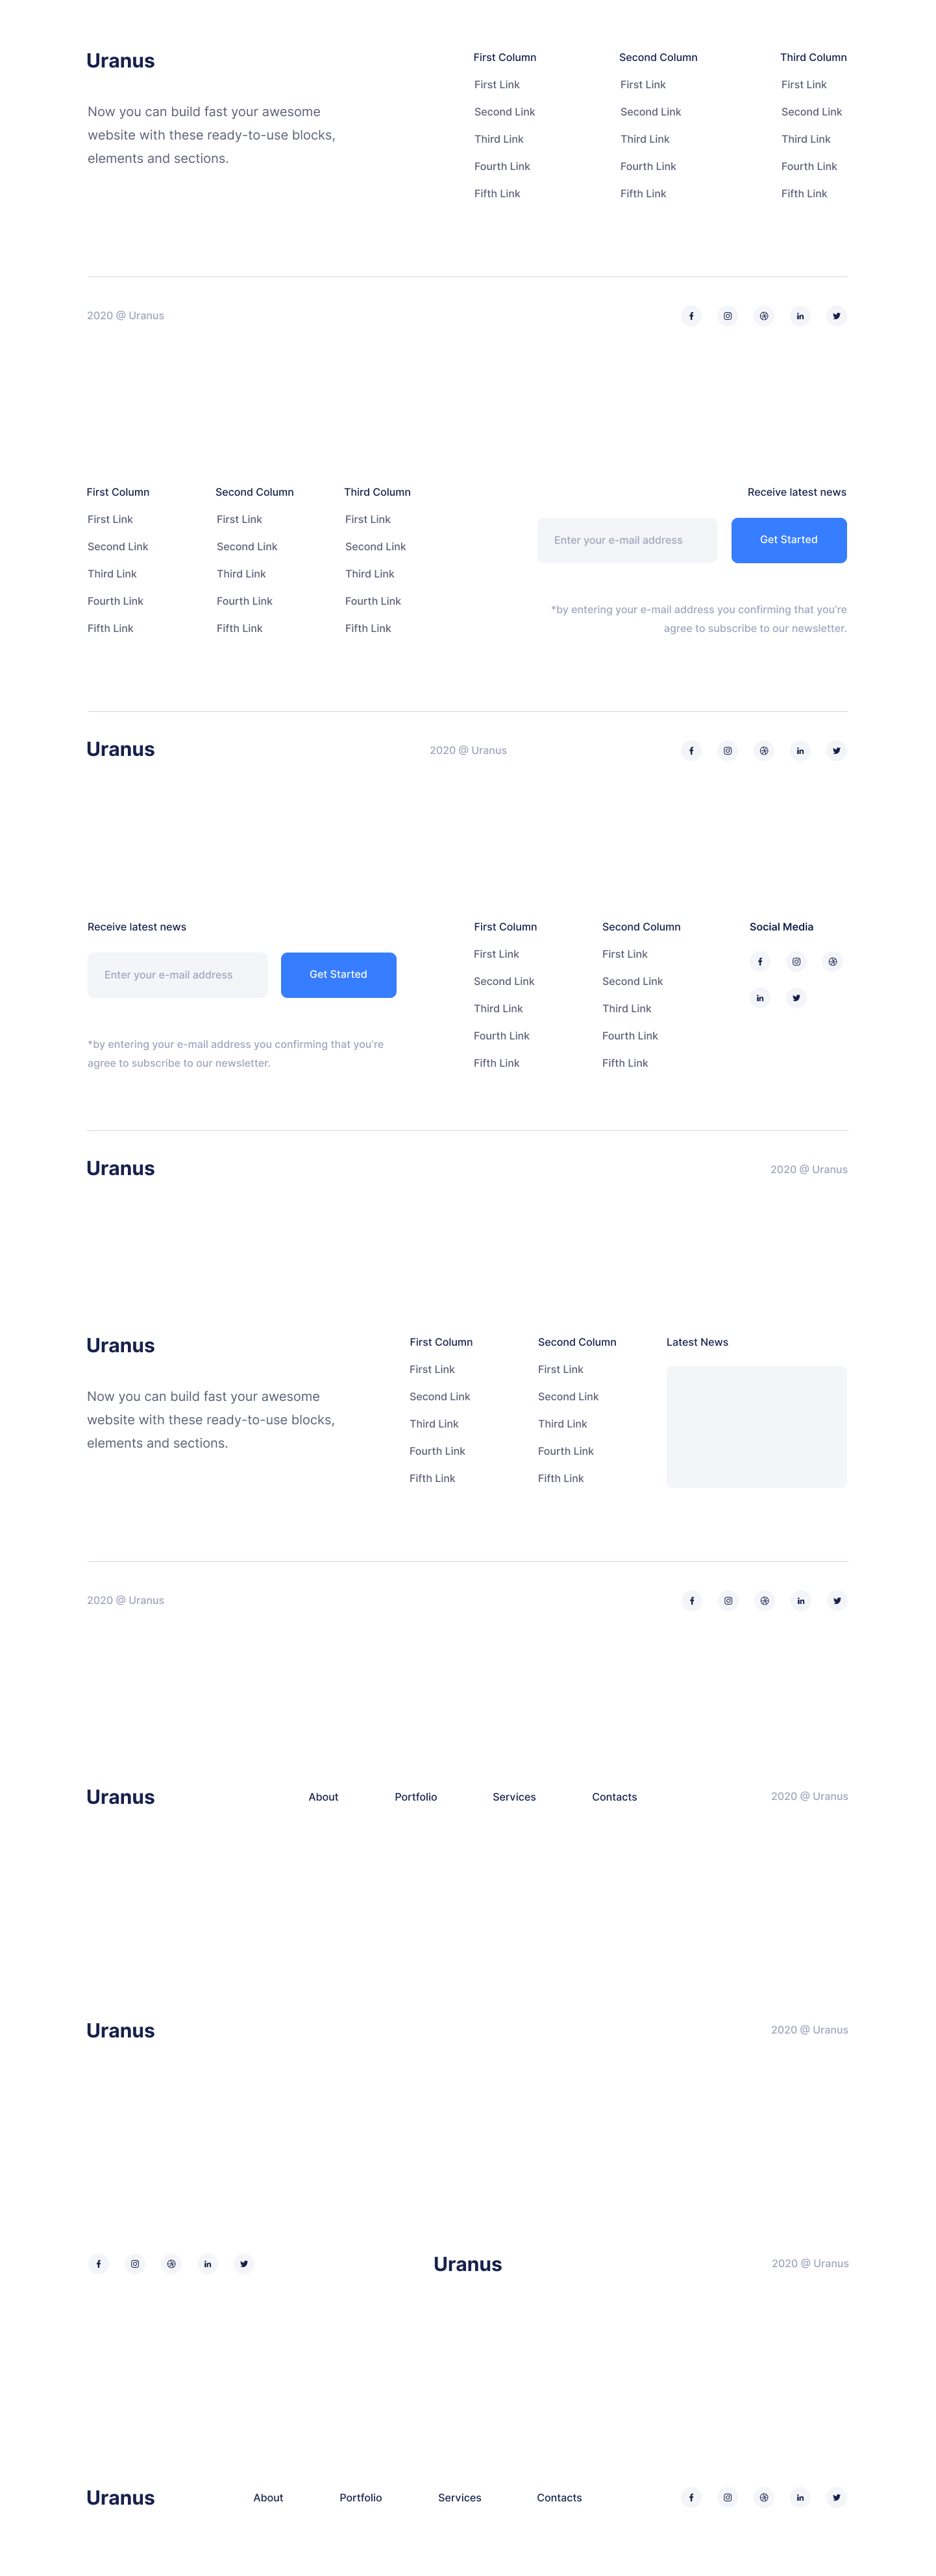 Uranus
Now you can build fast your awesome
website with these ready-to-use blocks,
elements and sections.
First Column
First Link
Second Link
Third Link
Fourth Link
Fifth Link
Second Column
First Link
Second Link
Third Link
Fourth Link
Fifth Link
Third Column
First Link
Second Link
Third Link
Fourth Link
Fifth Link
2020 @ Uranus
First Column
First Link
Second Link
Third Link
Fourth Link
Fifth Link
Second Column
First Link
Second Link
Third Link
Fourth Link
Fifth Link
Third Column
First Link
Second Link
Third Link
Fourth Link
Fifth Link
Receive latest news
Enter your e-mail address
Get Started
*by entering your e-mail address you confirming that you're
agree to subscribe to our newsletter.
Uranus
2020 @ Uranus
Receive latest news
Enter your e-mail address
Get Started
*by entering your e-mail address you confirming that you're
agree to subscribe to our newsletter.
First Column
First Link
Second Link
Third Link
Fourth Link
Fifth Link
Second Column
First Link
Second Link
Third Link
Fourth Link
Fifth Link
Social Media
Uranus
2020 @ Uranus
Uranus
Now you can build fast your awesome
website with these ready-to-use blocks,
elements and sections.
First Column
First Link
Second Link
Third Link
Fourth Link
Fifth Link
Second Column
First Link
Second Link
Third Link
Fourth Link
Fifth Link
Latest News
2020 @ Uranus
Uranus
About
Portfolio
Services
Contacts
2020 @ Uranus
Uranus
2020 @ Uranus
Uranus
2020 @ Uranus
Uranus
About
Portfolio
Services
Contacts